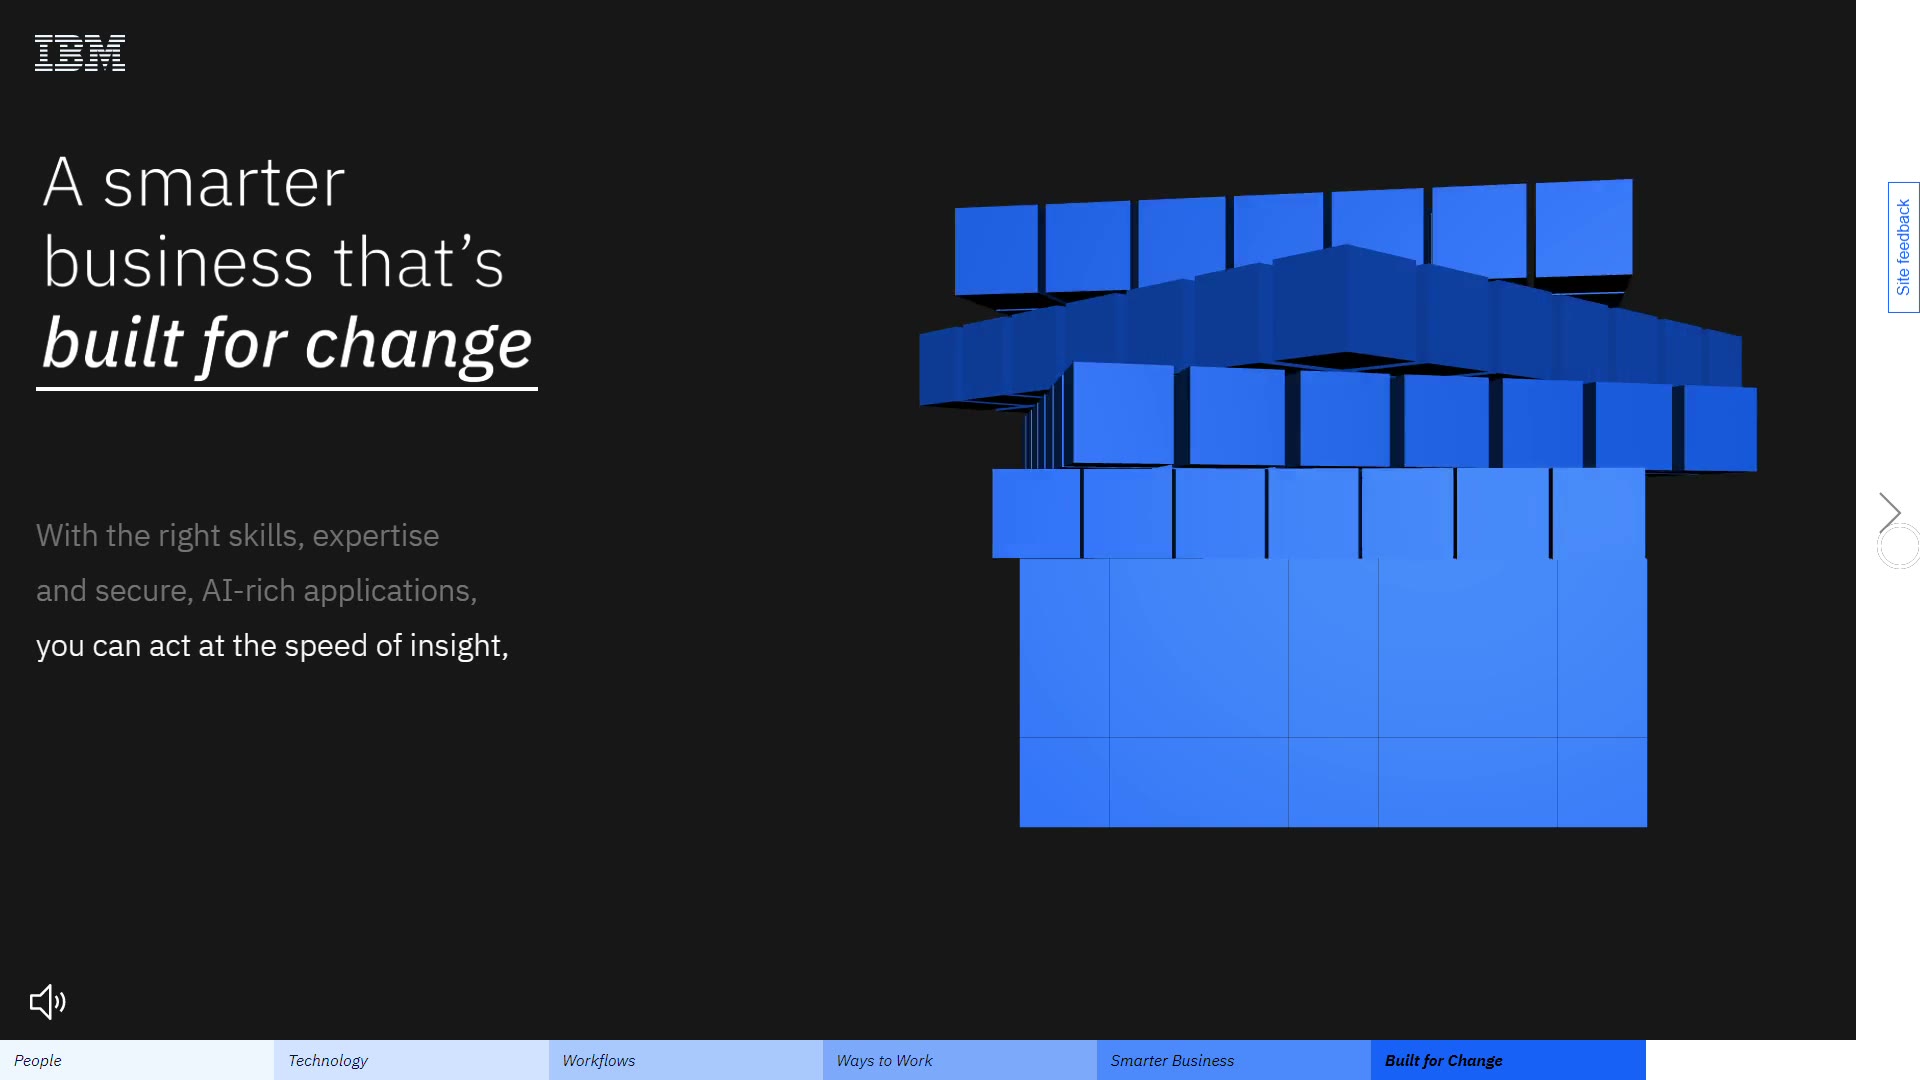 IBM
A smarter
business that’s
built for change
With the right skills, expertise
and secure, AI-rich applications,
you can act at the speed of insight,
Site feedback
People
Technology
Workflows
Ways to Work
Smarter Business
Built for Change